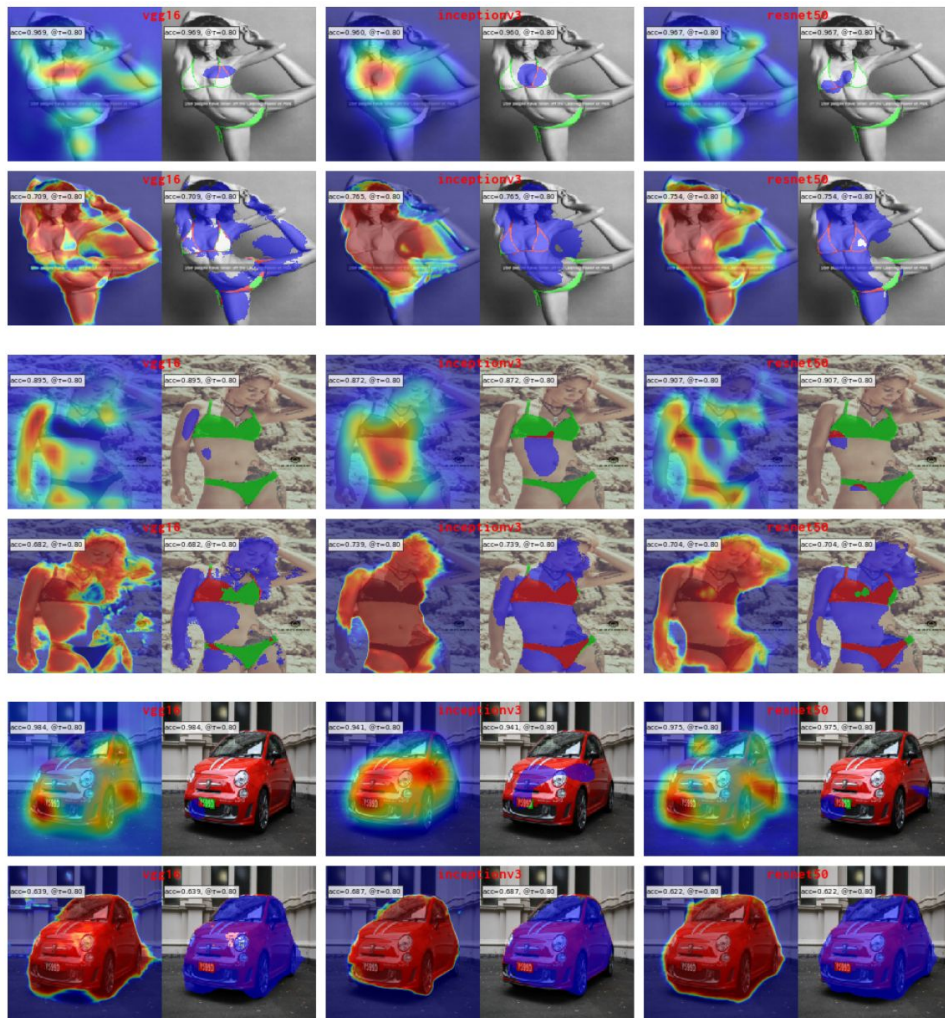 vgg16 inceptionv3 resnet50
acc=0.969, @τ=0.80 acc=0.969, @τ=0.80 acc=0.960, @τ=0.80 acc=0.960, @τ=0.80 acc=0.967, @τ=0.80 acc=0.967, @τ=0.80
vgg16 inceptionv3 resnet50
acc=0.709, @τ=0.80 acc=0.709, @τ=0.80 acc=0.765, @τ=0.80 acc=0.765, @τ=0.80 acc=0.754, @τ=0.80 acc=0.754, @τ=0.80
vgg16 inceptionv3 resnet50
acc=0.895, @τ=0.80 acc=0.895, @τ=0.80 acc=0.872, @τ=0.80 acc=0.872, @τ=0.80 acc=0.907, @τ=0.80 acc=0.907, @τ=0.80
vgg16 inceptionv3 resnet50
acc=0.682, @τ=0.80 acc=0.682, @τ=0.80 acc=0.739, @τ=0.80 acc=0.739, @τ=0.80 acc=0.704, @τ=0.80 acc=0.704, @τ=0.80
vgg16 inceptionv3 resnet50
acc=0.984, @τ=0.80 acc=0.984, @τ=0.80 acc=0.941, @τ=0.80 acc=0.941, @τ=0.80 acc=0.975, @τ=0.80 acc=0.975, @τ=0.80
vgg16 inceptionv3 resnet50
acc=0.639, @τ=0.80 acc=0.639, @τ=0.80 acc=0.687, @τ=0.80 acc=0.687, @τ=0.80 acc=0.622, @τ=0.80 acc=0.622, @τ=0.80